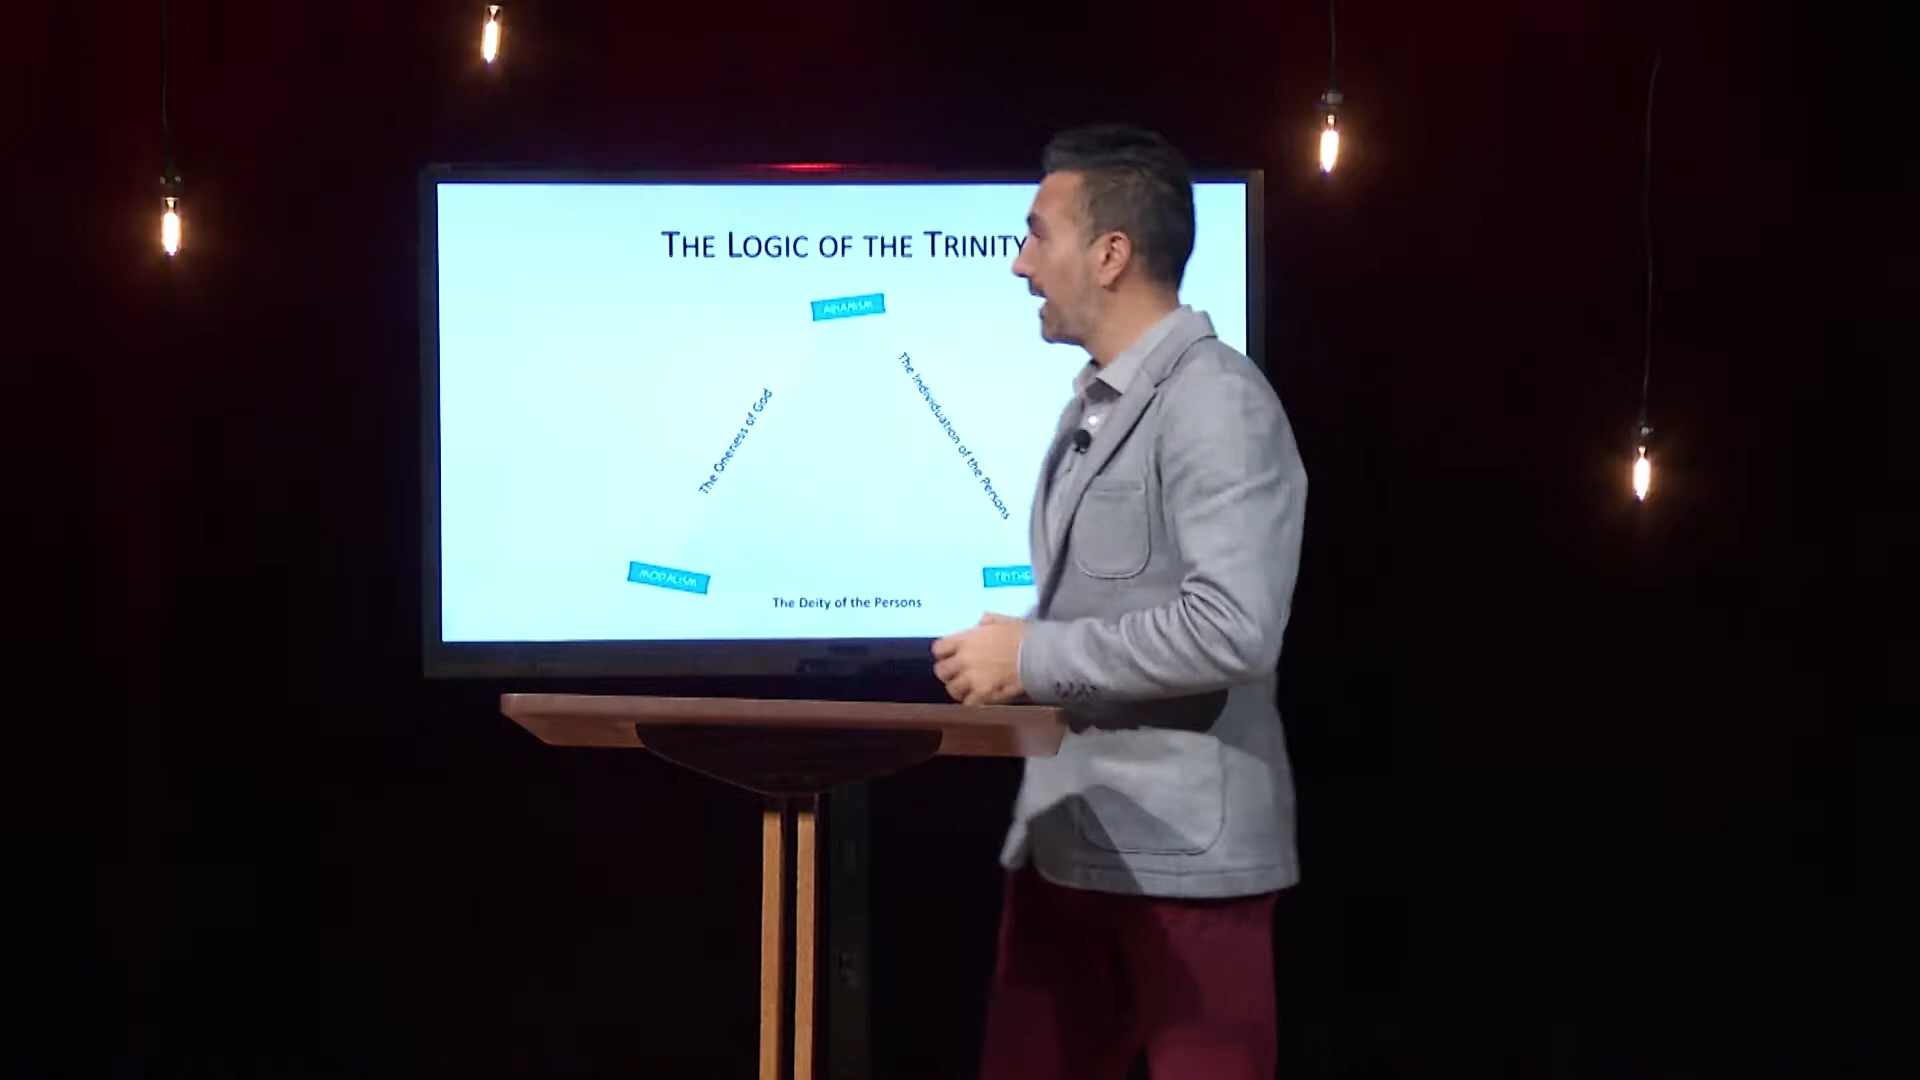 THE LOGIC OF THE TRINITY
ARIANISM
The Oneness of God
The Individuation of the Persons
MODALISM
TRITHE
The Deity of the Persons